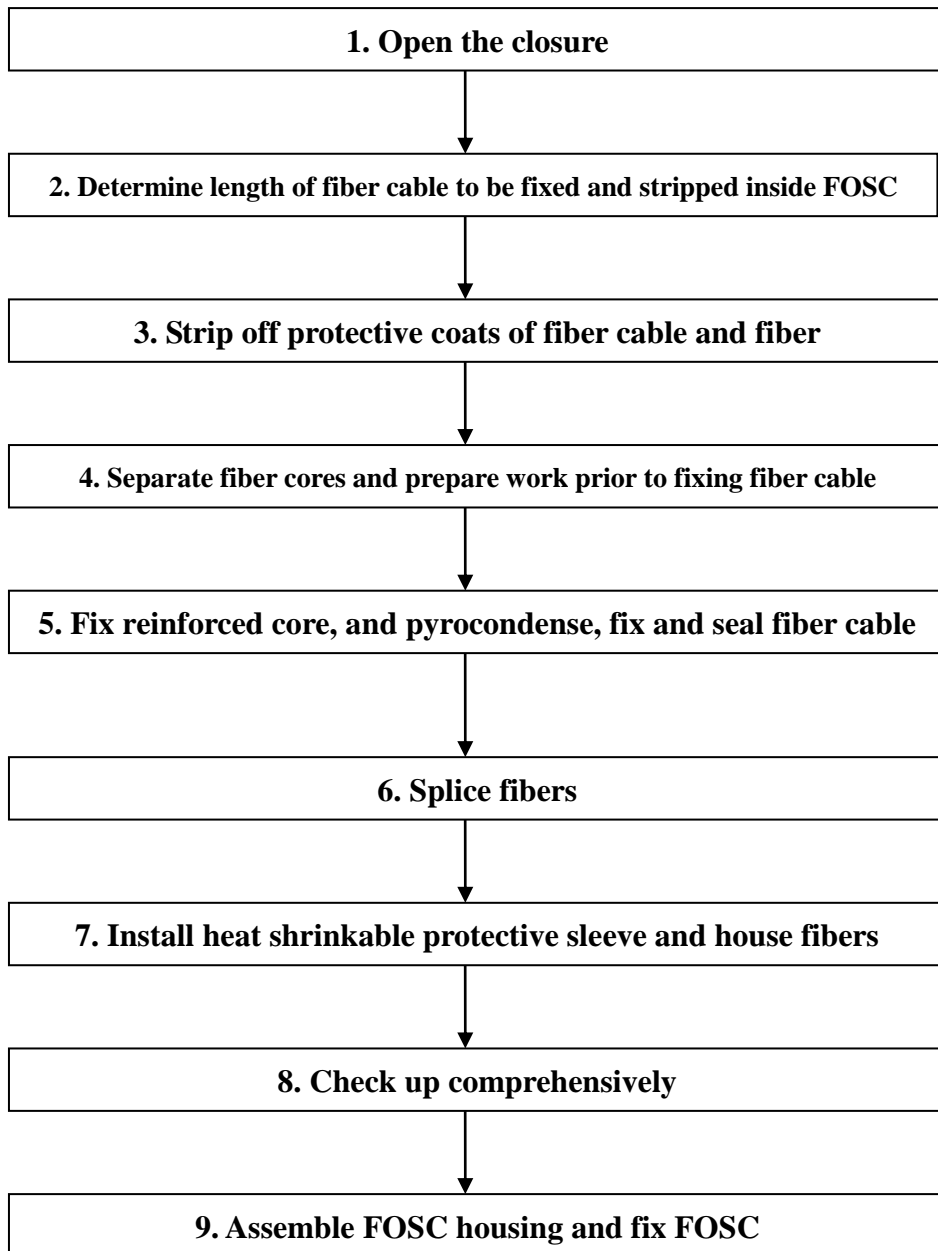 1. Open the closure
2. Determine length of fiber cable to be fixed and stripped inside FOSC
3. Strip off protective coats of fiber cable and fiber
4. Separate fiber cores and prepare work prior to fixing fiber cable
5. Fix reinforced core, and pyrocondense, fix and seal fiber cable
6. Splice fibers
7. Install heat shrinkable protective sleeve and house fibers
8. Check up comprehensively
9. Assemble FOSC housing and fix FOSC